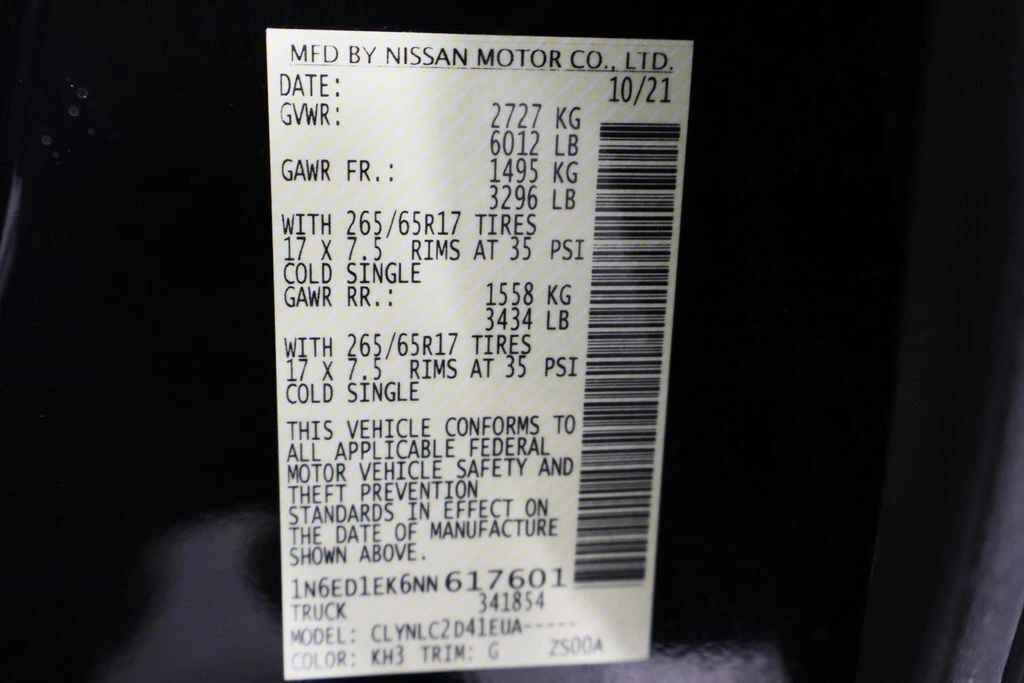 MFD BY NISSAN MOTOR CO., LTD.
DATE: 10/21
GVWR: 2727 KG
6012 LB
GAWR FR.: 1495 KG
3296 LB
WITH 265/65R17 TIRES
17 X 7.5 RIMS AT 35 PSI
COLD SINGLE
GAWR RR.: 1558 KG
3434 LB
WITH 265/65R17 TIRES
17 X 7.5 RIMS AT 35 PSI
COLD SINGLE
THIS VEHICLE CONFORMS TO
ALL APPLICABLE FEDERAL
MOTOR VEHICLE SAFETY AND
THEFT PREVENTION
STANDARDS IN EFFECT ON
THE DATE OF MANUFACTURE
SHOWN ABOVE.
1N6ED1EK6NN617601
TRUCK 341854
MODEL: CLYNLC2D41EUA-----
COLOR: KH3 TRIM: G ZS00A